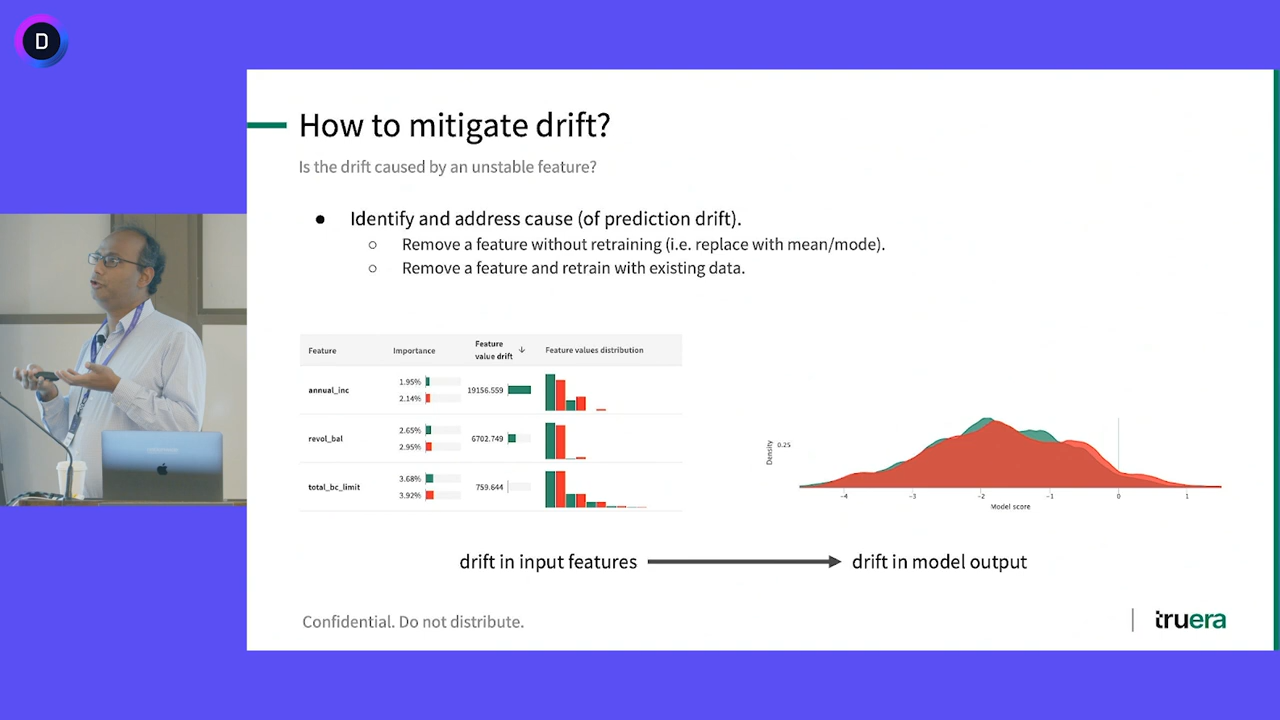 D
How to mitigate drift?
Is the drift caused by an unstable feature?
● Identify and address cause (of prediction drift).
○ Remove a feature without retraining (i.e. replace with mean/mode).
○ Remove a feature and retrain with existing data.
Feature Importance Feature value drift ↓ Feature values distribution
annual_inc 1.95% 2.14% 19156.559
revol_bal 2.65% 2.95% 6702.749
total_bc_limit 3.68% 3.92% 759.644
Density
0.25
-4 -3 -2 -1 0 1
Model score
drift in input features
drift in model output
Confidential. Do not distribute.
truera